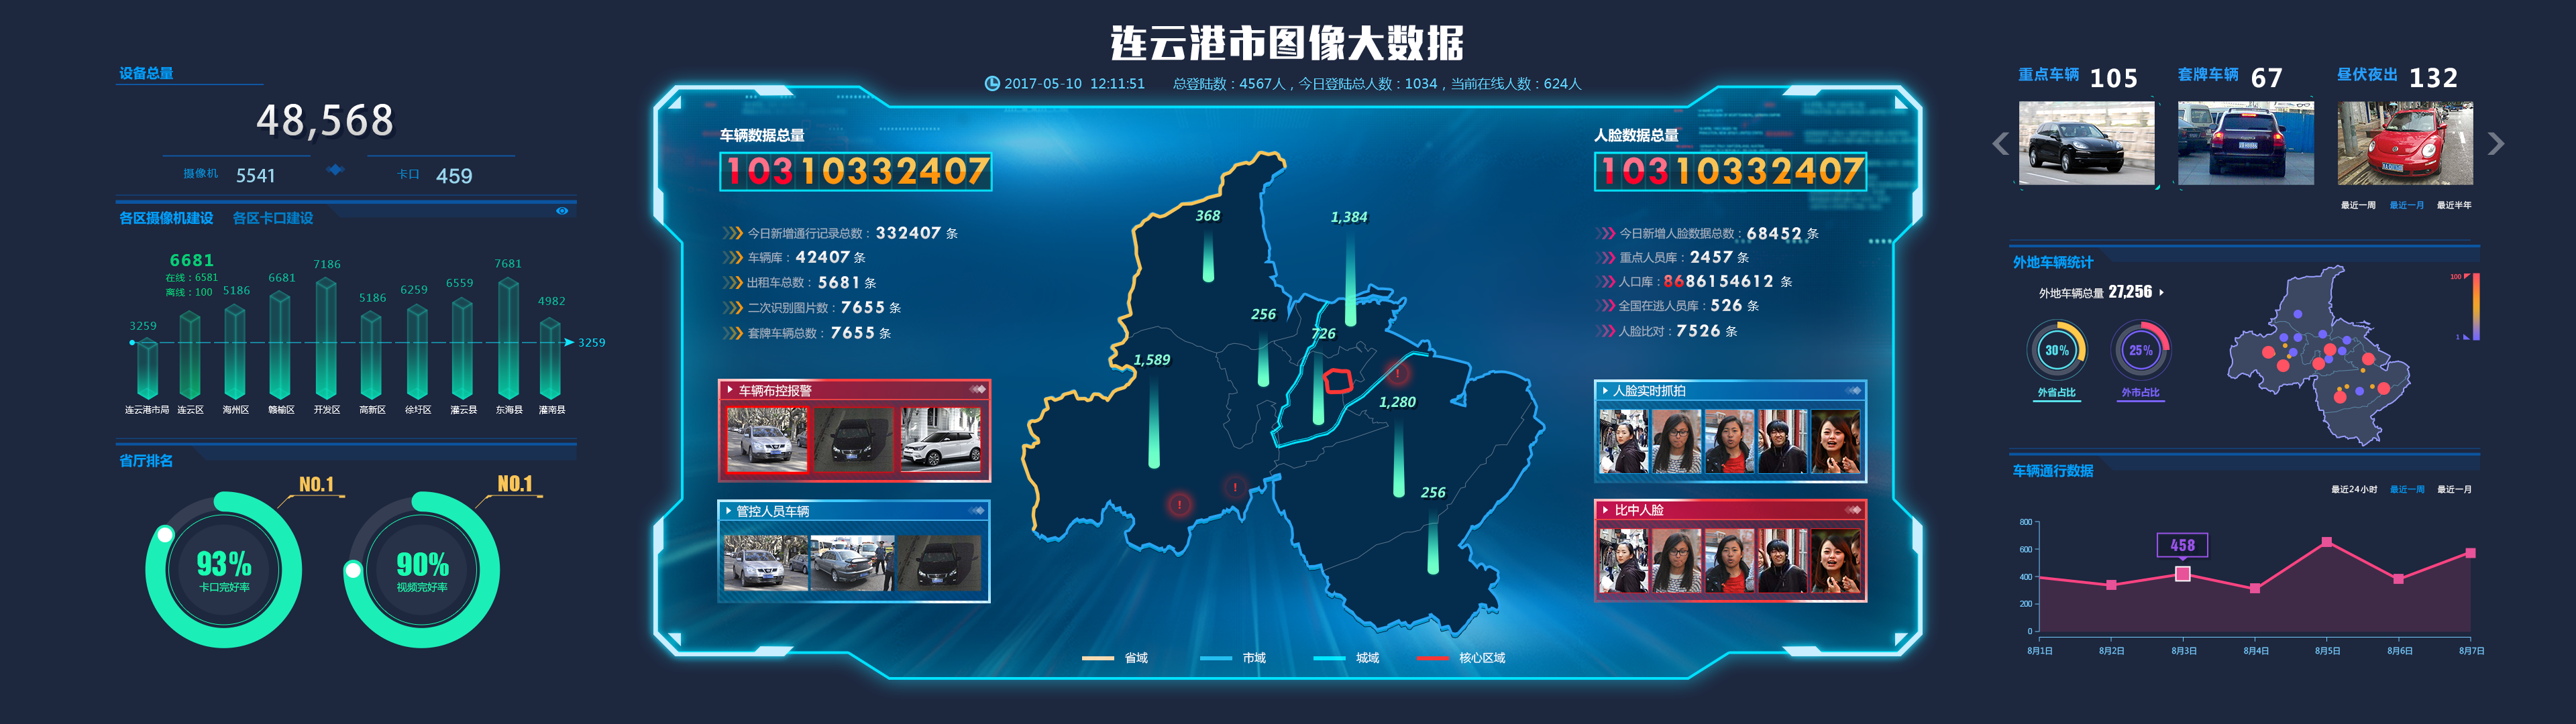 连云港市图像大数据
2017-05-10 12:11:51 总登陆数：4567人，今日登陆总人数：1034，当前在线人数：624人
设备总量
48,568
摄像机 5541 卡口 459
各区摄像机建设 各区卡口建设
6681
在线：6581
离线：100
3259 5186 6681 7186 5186 6259 6559 7681 4982
3259
连云港市局 连云区 海州区 赣榆区 开发区 高新区 徐圩区 灌云县 东海县 灌南县
省厅排名
NO.1 NO.1
93% 90%
卡口完好率 视频完好率
车辆数据总量
10310332407
今日新增通行记录总数：332407 条
车辆库：42407 条
出租车总数：5681 条
二次识别图片数：7655 条
套牌车辆总数：7655 条
车辆布控报警
管控人员车辆
368
1,384
256
726
1,589
1,280
256
省域 市域 城域 核心区域
人脸数据总量
10310332407
今日新增人脸数据总数：68452 条
重点人员库：2457 条
人口库：8686154612 条
全国在逃人员库：526 条
人脸比对：7526 条
人脸实时抓拍
比中人脸
重点车辆 105 套牌车辆 67 昼伏夜出 132
最近一周 最近一月 最近半年
外地车辆统计
外地车辆总量 27,256
30% 25%
外省占比 外市占比
100
1
车辆通行数据
最近24小时 最近一周 最近一月
458
800
600
400
200
0
8月1日 8月2日 8月3日 8月4日 8月5日 8月6日 8月7日